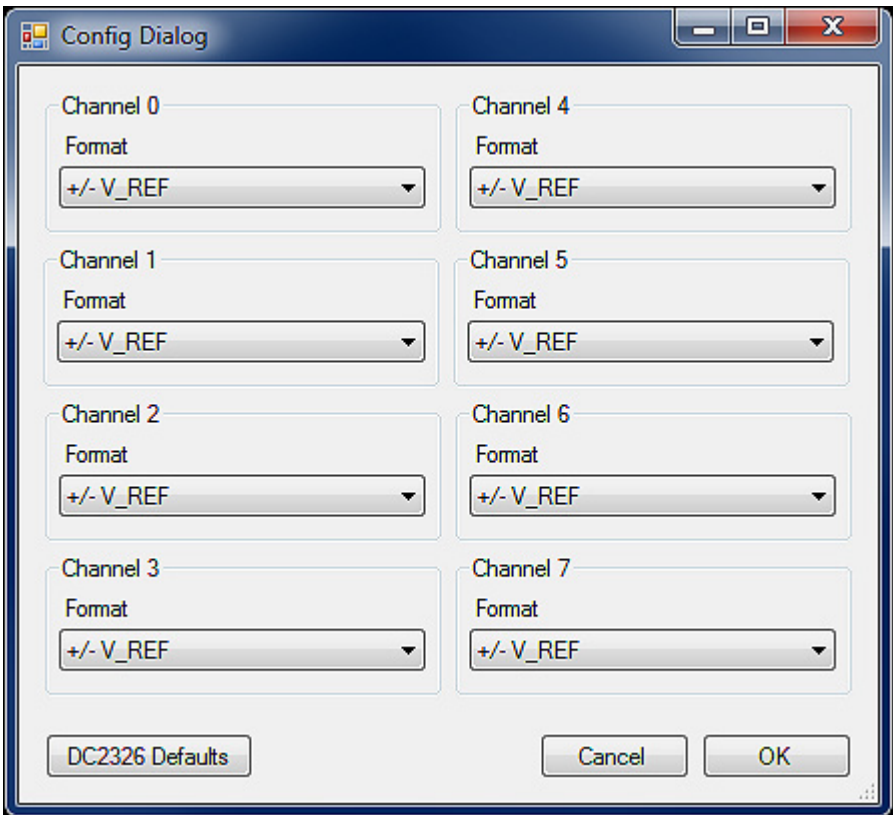 Config Dialog
Channel 0
Format
+/- V_REF
Channel 1
Format
+/- V_REF
Channel 2
Format
+/- V_REF
Channel 3
Format
+/- V_REF
Channel 4
Format
+/- V_REF
Channel 5
Format
+/- V_REF
Channel 6
Format
+/- V_REF
Channel 7
Format
+/- V_REF
DC2326 Defaults
Cancel
OK